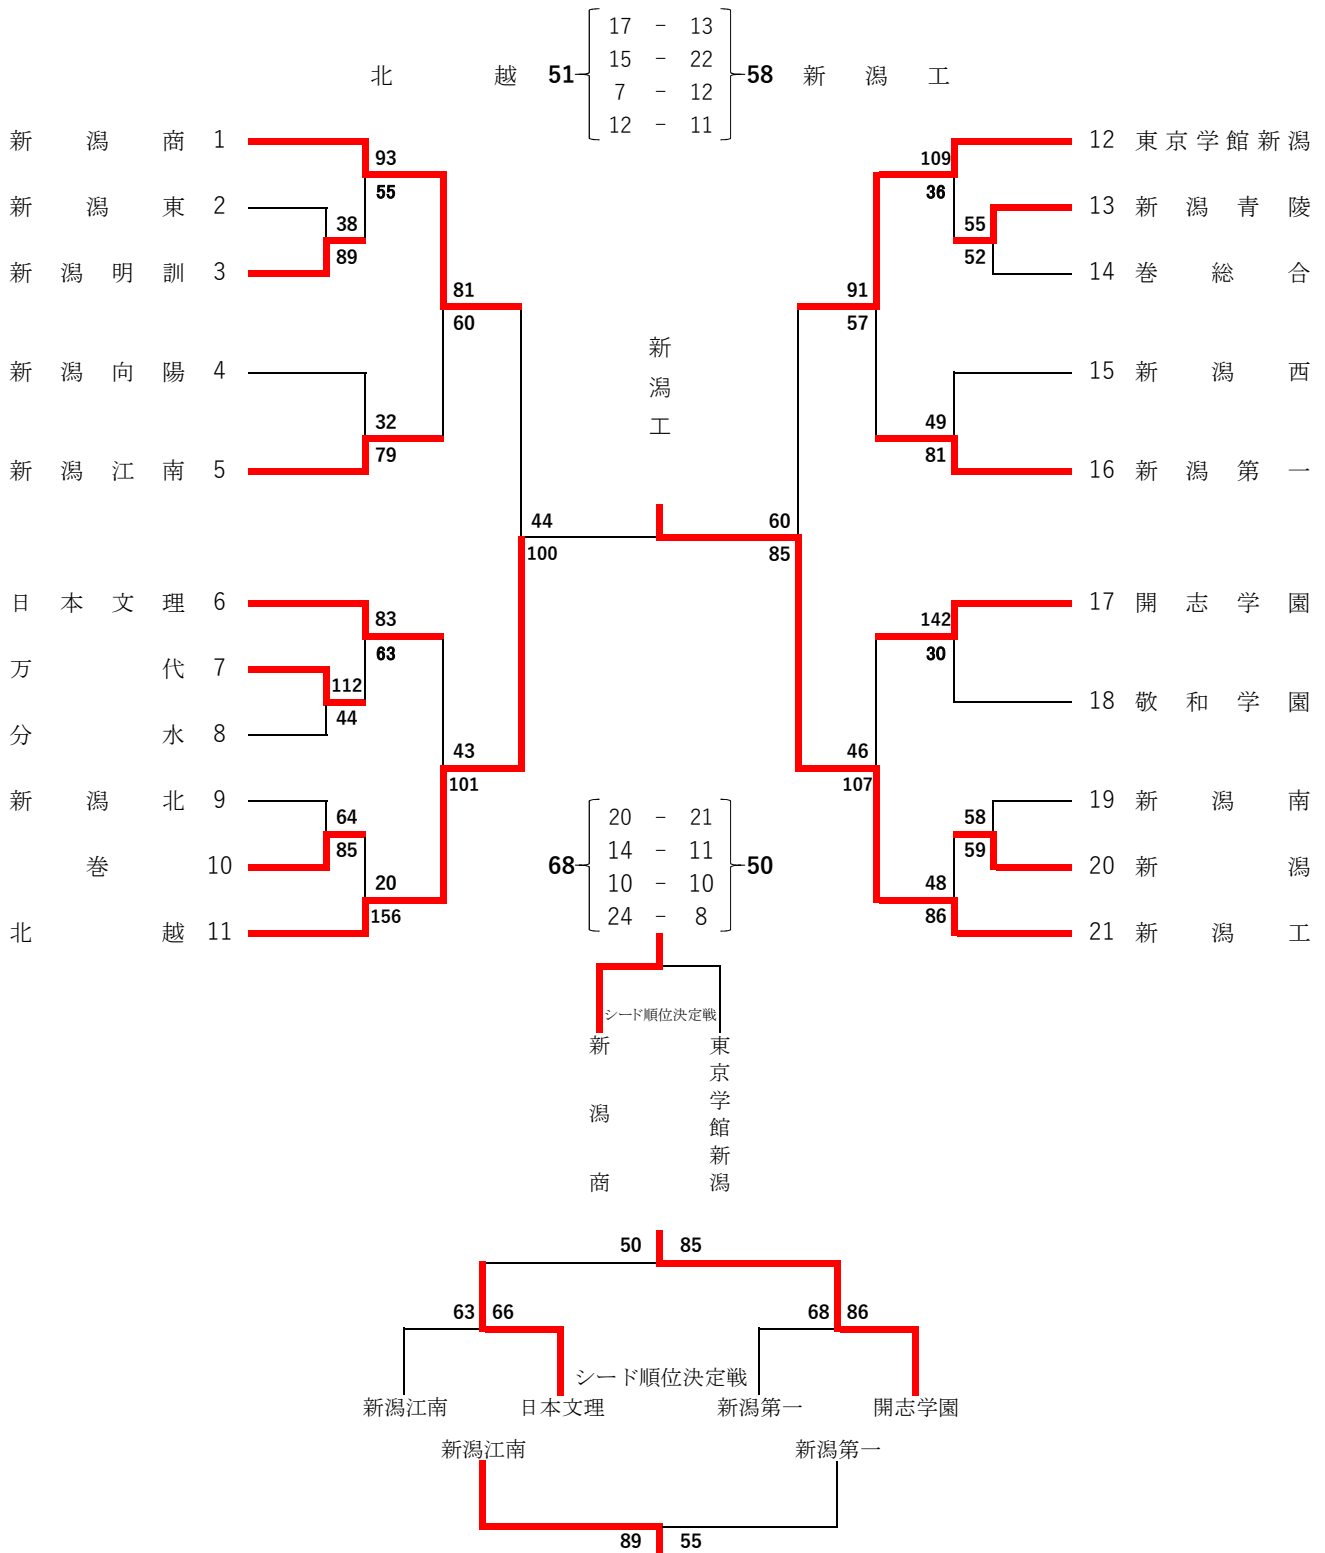 17 － 13
15 － 22
7 － 12
12 － 11
北越 51 58 新潟工
新潟商 1
93
55
新潟東 2
38
89
新潟明訓 3
81
60
新潟向陽 4
32
79
新潟江南 5
44
100
日本文理 6
83
63
万代 7
112
44
分水 8
43
101
新潟北 9
64
85
巻 10
20
156
北越 11
新潟工
12 東京学館新潟
109
36
13 新潟青陵
55
52
14 巻総合
91
57
15 新潟西
49
81
16 新潟第一
60
85
17 開志学園
142
30
18 敬和学園
46
107
19 新潟南
58
59
20 新潟
48
86
21 新潟工
20 － 21
14 － 11
68 50
10 － 10
24 － 8
シード順位決定戦
新潟商
東京学館新潟
50 85
63 66 68 86
シード順位決定戦
新潟江南 日本文理 新潟第一 開志学園
新潟江南 新潟第一
89 55